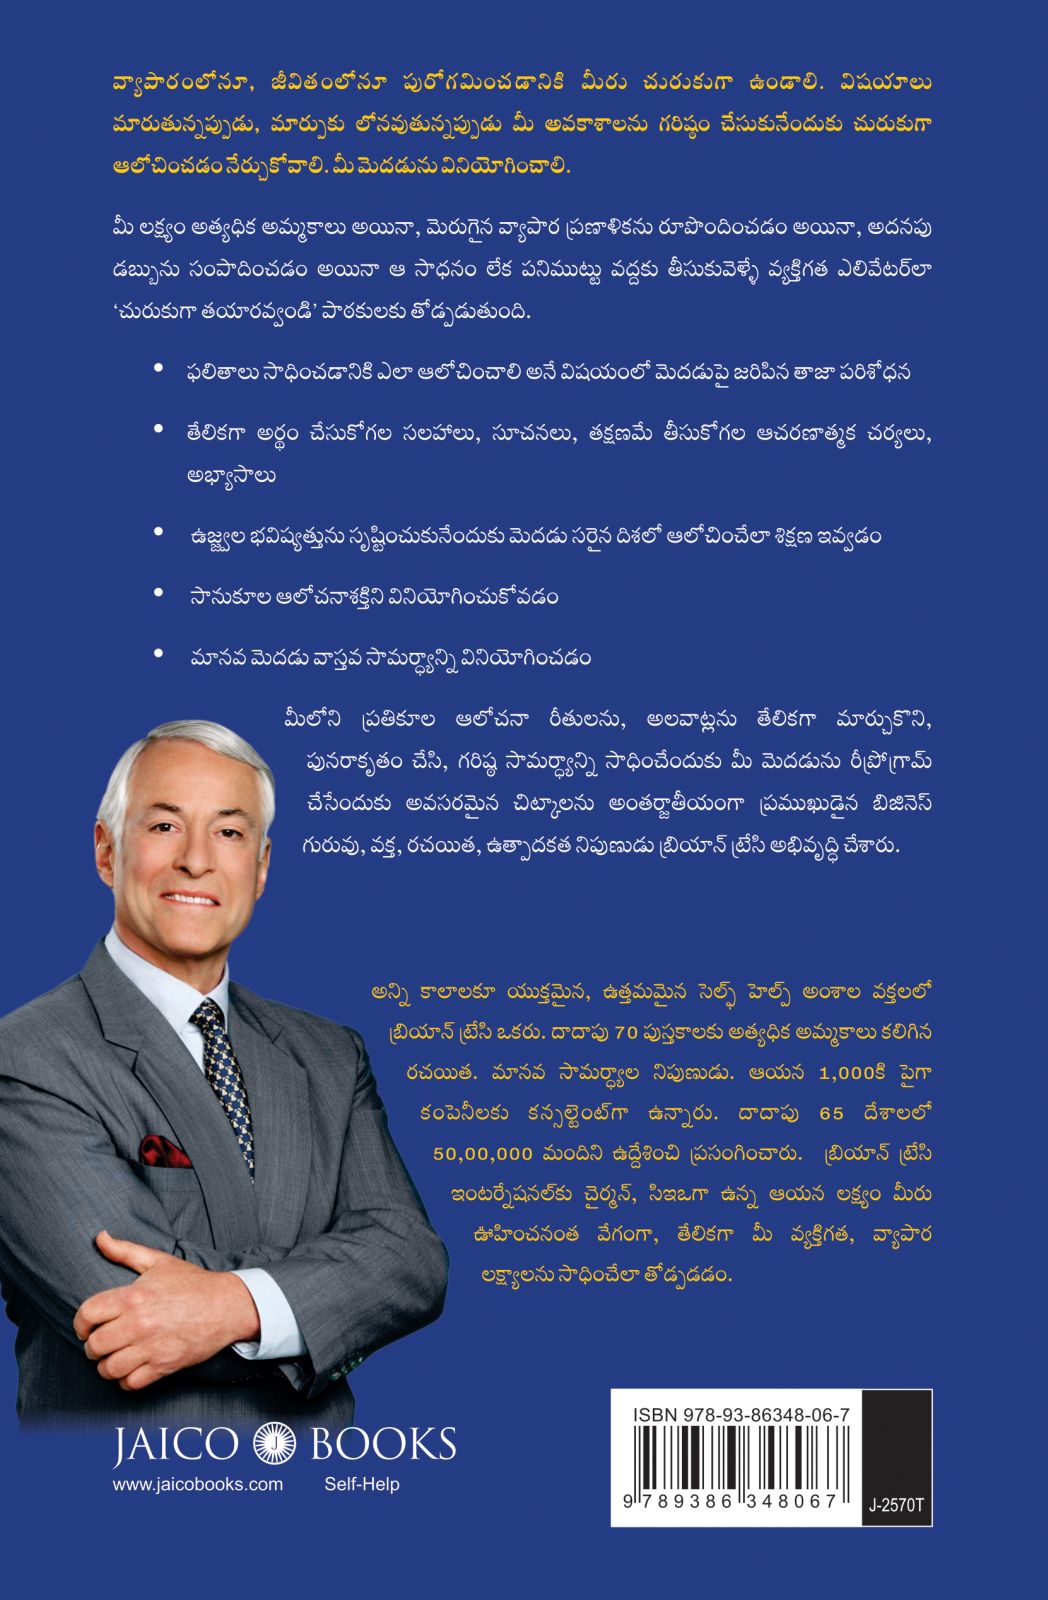 వ్యాపారంలోనూ, జీవితంలోనూ పురోగమించడానికి మీరు చురుకుగా ఉండాలి. విషయాలు
మారుతున్నప్పుడు, మార్పుకు లోనవుతున్నప్పుడు మీ అవకాశాలను గరిష్ఠం చేసుకునేందుకు చురుకుగా
ఆలోచించడం నేర్చుకోవాలి. మీ మెదడును వినియోగించాలి.
మీ లక్ష్యం అత్యధిక అమ్మకాలు అయినా, మెరుగైన వ్యాపార ప్రణాళికను రూపొందించడం అయినా, అదనపు
డబ్బును సంపాదించడం అయినా ఆ సాధనం లేక పనిముట్టు వద్దకు తీసుకువెళ్ళే వ్యక్తిగత ఎలివేటర్‌లా
‘చురుకుగా తయారవ్వండి’ పాఠకులకు తోడ్పడుతుంది.
• ఫలితాలు సాధించడానికి ఎలా ఆలోచించాలి అనే విషయంలో మెదడుపై జరిపిన తాజా పరిశోధన
• తేలికగా అర్థం చేసుకోగల సలహాలు, సూచనలు, తక్షణమే తీసుకోగల ఆచరణాత్మక చర్యలు,
అభ్యాసాలు
• ఉజ్జ్వల భవిష్యత్తును సృష్టించుకునేందుకు మెదడు సరైన దిశలో ఆలోచించేలా శిక్షణ ఇవ్వడం
• సానుకూల ఆలోచనాశక్తిని వినియోగించుకోవడం
• మానవ మెదడు వాస్తవ సామర్థ్యాన్ని వినియోగించడం
మీలోని ప్రతికూల ఆలోచనా రీతులను, అలవాట్లను తేలికగా మార్చుకొని,
పునరాకృతం చేసి, గరిష్ఠ సామర్థ్యాన్ని సాధించేందుకు మీ మెదడును రీప్రోగ్రామ్
చేసేందుకు అవసరమైన చిట్కాలను అంతర్జాతీయంగా ప్రముఖుడైన బిజినెస్
గురువు, వక్త, రచయిత, ఉత్పాదకత నిపుణుడు బ్రియాన్ ట్రేసి అభివృద్ధి చేశారు.
అన్ని కాలాలకూ యుక్తమైన, ఉత్తమమైన సెల్ఫ్ హెల్ప్ అంశాల వక్తలలో
బ్రియాన్ ట్రేసి ఒకరు. దాదాపు 70 పుస్తకాలకు అత్యధిక అమ్మకాలు కలిగిన
రచయిత. మానవ సామర్థ్యాల నిపుణుడు. ఆయన 1,000కి పైగా
కంపెనీలకు కన్సల్టెంట్‌గా ఉన్నారు. దాదాపు 65 దేశాలలో
50,00,000 మందిని ఉద్దేశించి ప్రసంగించారు. బ్రియాన్ ట్రేసి
ఇంటర్నేషనల్‌కు చైర్మన్, సిఇఒగా ఉన్న ఆయన లక్ష్యం మీరు
ఊహించనంత వేగంగా, తేలికగా మీ వ్యక్తిగత, వ్యాపార
లక్ష్యాలను సాధించేలా తోడ్పడడం.
JAICO J BOOKS
www.jaicobooks.com Self-Help
ISBN 978-93-86348-06-7
9 789386 348067
J-2570T